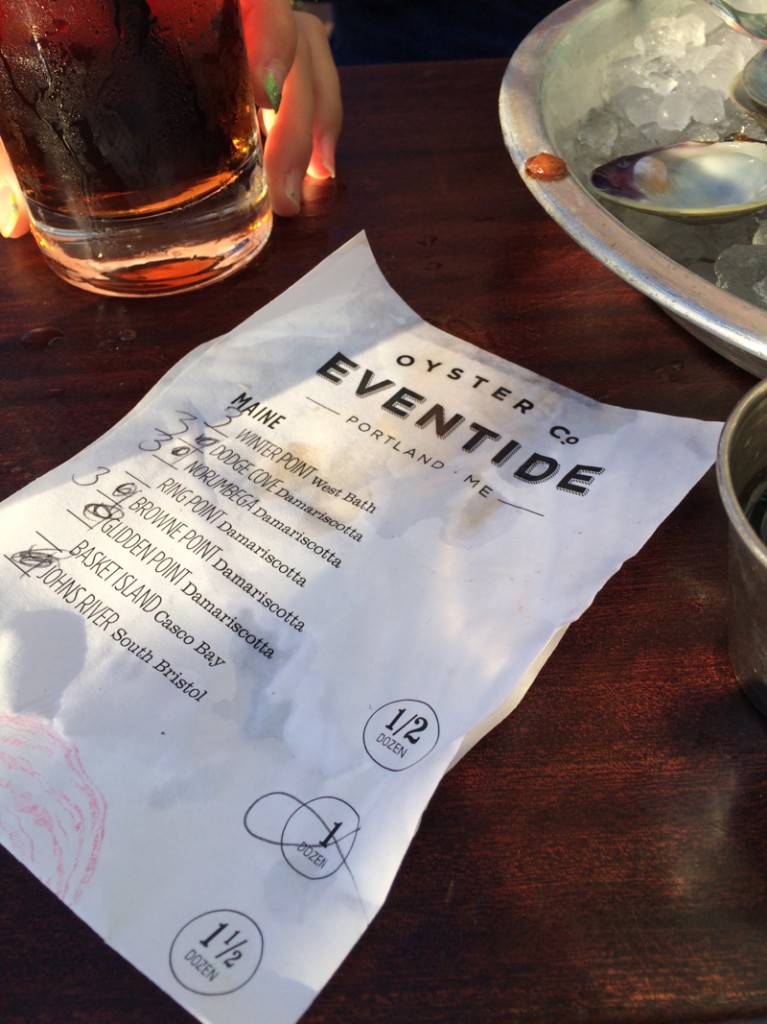 OYSTER Co
EVENTIDE
PORTLAND · ME
MAINE
3 WINTER POINT West Bath
3 DODGE COVE Damariscotta
3 NORUMBEGA Damariscotta
RING POINT Damariscotta
3 BROWNE POINT Damariscotta
GLIDDEN POINT Damariscotta
BASKET ISLAND Casco Bay
JOHNS RIVER South Bristol
1/2
DOZEN
1
DOZEN
1 1/2
DOZEN